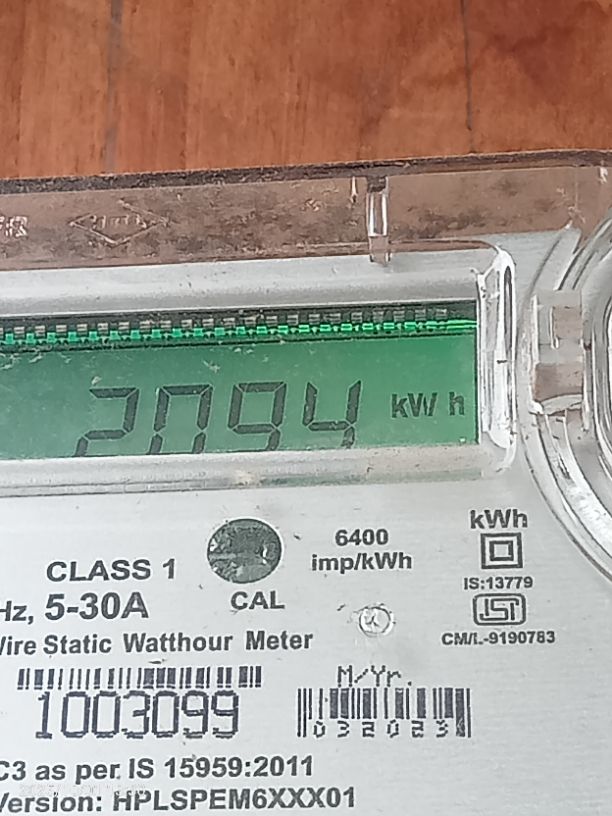 2094 kWh
6400
imp/kWh
kWh
CLASS 1
CAL
IS:13779
Hz, 5-30A
CM/L-9190783
Wire Static Watthour Meter
M/Yr.
1003099
032023
C3 as per IS 15959:2011
Version: HPLSPEM6XXX01